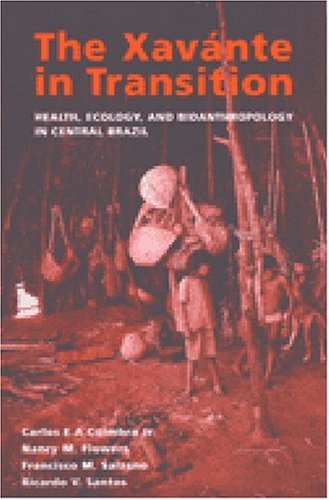 The Xavánte
in Transition
HEALTH, ECOLOGY, AND BIOANTHROPOLOGY
IN CENTRAL BRAZIL
Carlos E A Coimbra Jr.
Nancy M. Flowers
Francisco M. Salzano
Ricardo V. Santos